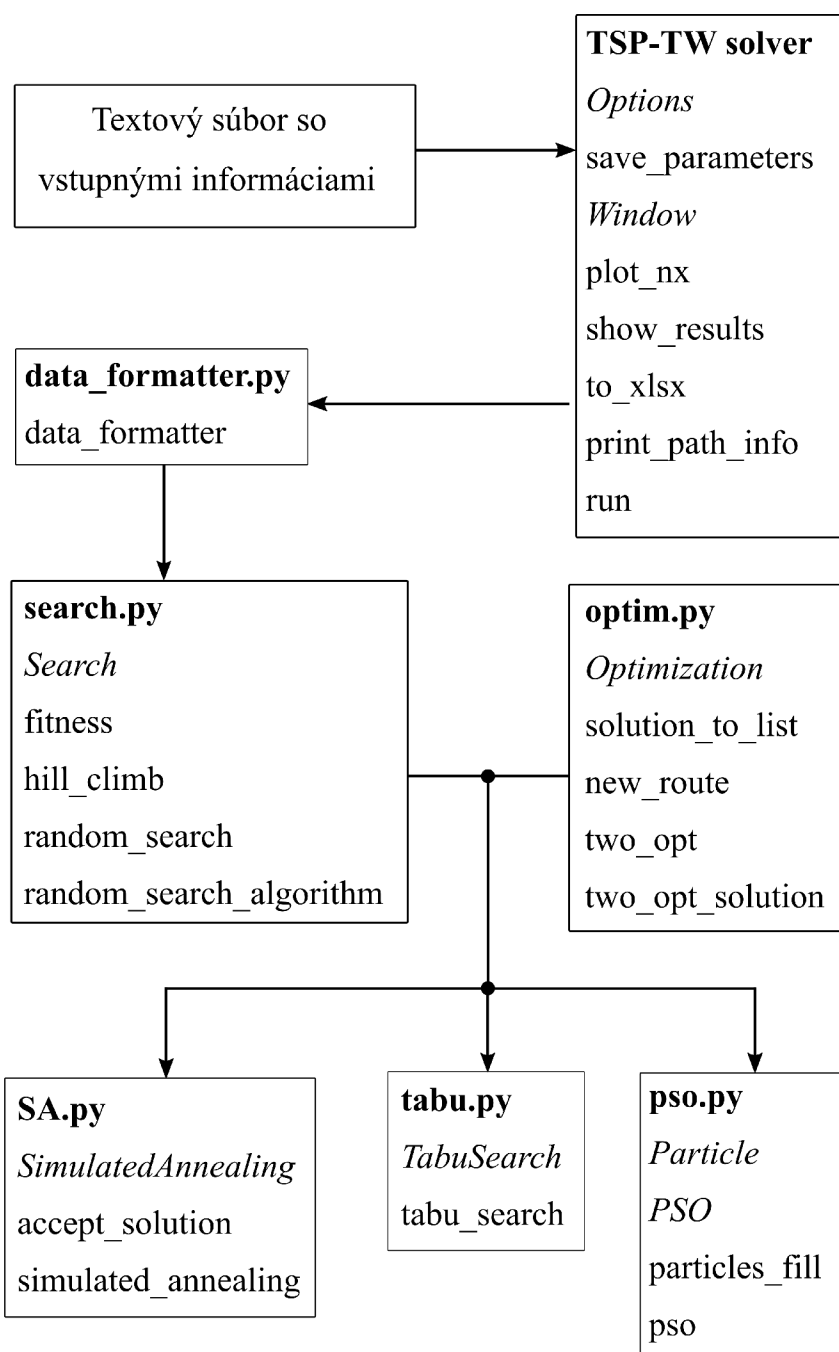 Textový súbor so
vstupnými informáciami
TSP-TW solver
Options
save_parameters
Window
plot_nx
show_results
to_xlsx
print_path_info
run
data_formatter.py
data_formatter
search.py
Search
fitness
hill_climb
random_search
random_search_algorithm
optim.py
Optimization
solution_to_list
new_route
two_opt
two_opt_solution
SA.py
SimulatedAnnealing
accept_solution
simulated_annealing
tabu.py
TabuSearch
tabu_search
pso.py
Particle
PSO
particles_fill
pso